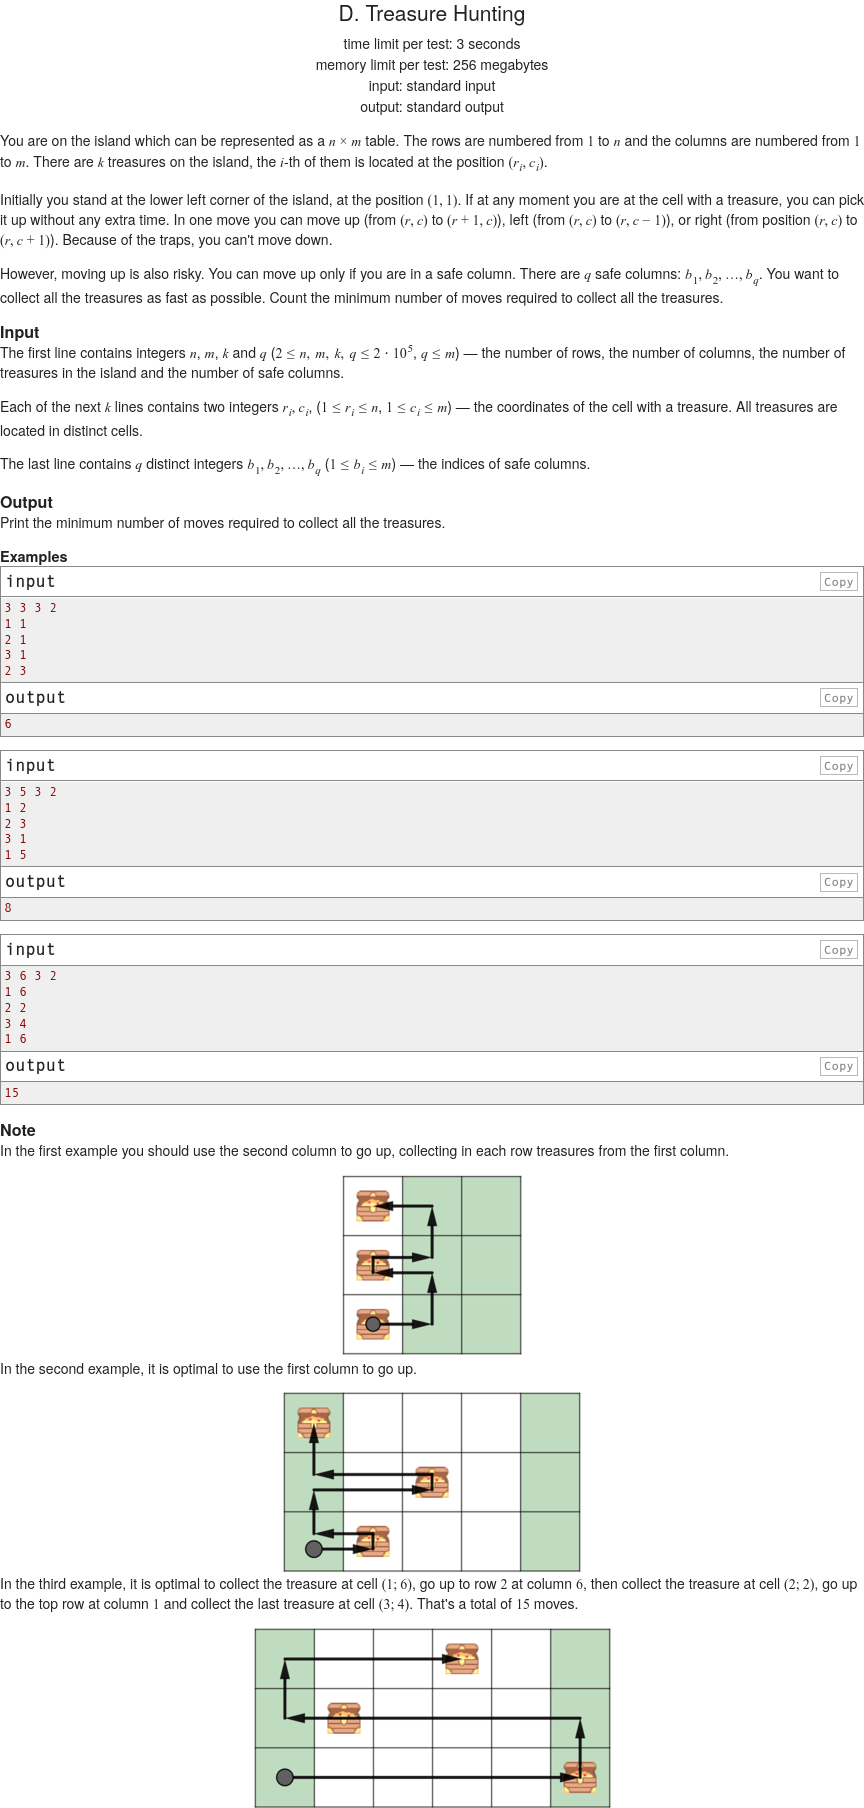 D. Treasure Hunting
time limit per test: 3 seconds
memory limit per test: 256 megabytes
input: standard input
output: standard output
You are on the island which can be represented as a n × m table. The rows are numbered from 1 to n and the columns are numbered from 1
to m. There are k treasures on the island, the i-th of them is located at the position (r_i, c_i).
Initially you stand at the lower left corner of the island, at the position (1, 1). If at any moment you are at the cell with a treasure, you can pick
it up without any extra time. In one move you can move up (from (r, c) to (r + 1, c)), left (from (r, c) to (r, c − 1)), or right (from position (r, c) to
(r, c + 1)). Because of the traps, you can't move down.
However, moving up is also risky. You can move up only if you are in a safe column. There are q safe columns: b_1, b_2, …, b_q. You want to
collect all the treasures as fast as possible. Count the minimum number of moves required to collect all the treasures.
Input
The first line contains integers n, m, k and q (2 ≤ n, m, k, q ≤ 2 · 10^5, q ≤ m) — the number of rows, the number of columns, the number of
treasures in the island and the number of safe columns.
Each of the next k lines contains two integers r_i, c_i, (1 ≤ r_i ≤ n, 1 ≤ c_i ≤ m) — the coordinates of the cell with a treasure. All treasures are
located in distinct cells.
The last line contains q distinct integers b_1, b_2, …, b_q (1 ≤ b_i ≤ m) — the indices of safe columns.
Output
Print the minimum number of moves required to collect all the treasures.
Examples
input Copy
3 3 3 2
1 1
2 1
3 1
2 3
output Copy
6
input Copy
3 5 3 2
1 2
2 3
3 1
1 5
output Copy
8
input Copy
3 6 3 2
1 6
2 2
3 4
1 6
output Copy
15
Note
In the first example you should use the second column to go up, collecting in each row treasures from the first column.
In the second example, it is optimal to use the first column to go up.
In the third example, it is optimal to collect the treasure at cell (1; 6), go up to row 2 at column 6, then collect the treasure at cell (2; 2), go up
to the top row at column 1 and collect the last treasure at cell (3; 4). That's a total of 15 moves.